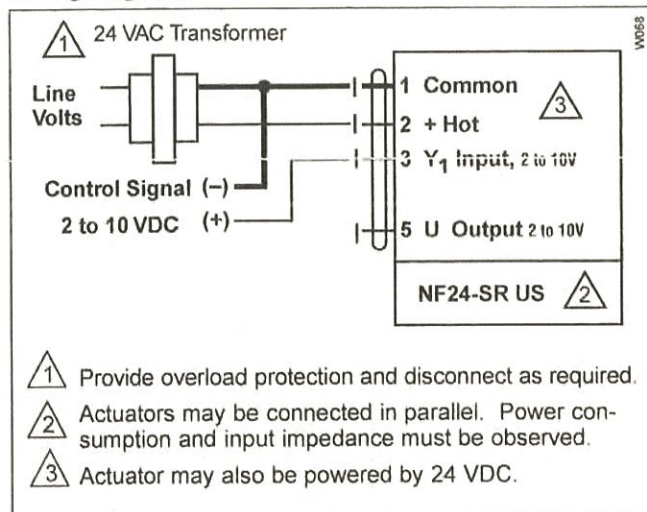 W068
1 24 VAC Transformer
Line
Volts
1 Common
3
2 + Hot
3 Y1 Input, 2 to 10V
Control Signal (–)
2 to 10 VDC (+)
5 U Output 2 to 10V
NF24-SR US 2
1 Provide overload protection and disconnect as required.
2 Actuators may be connected in parallel. Power con-
sumption and input impedance must be observed.
3 Actuator may also be powered by 24 VDC.